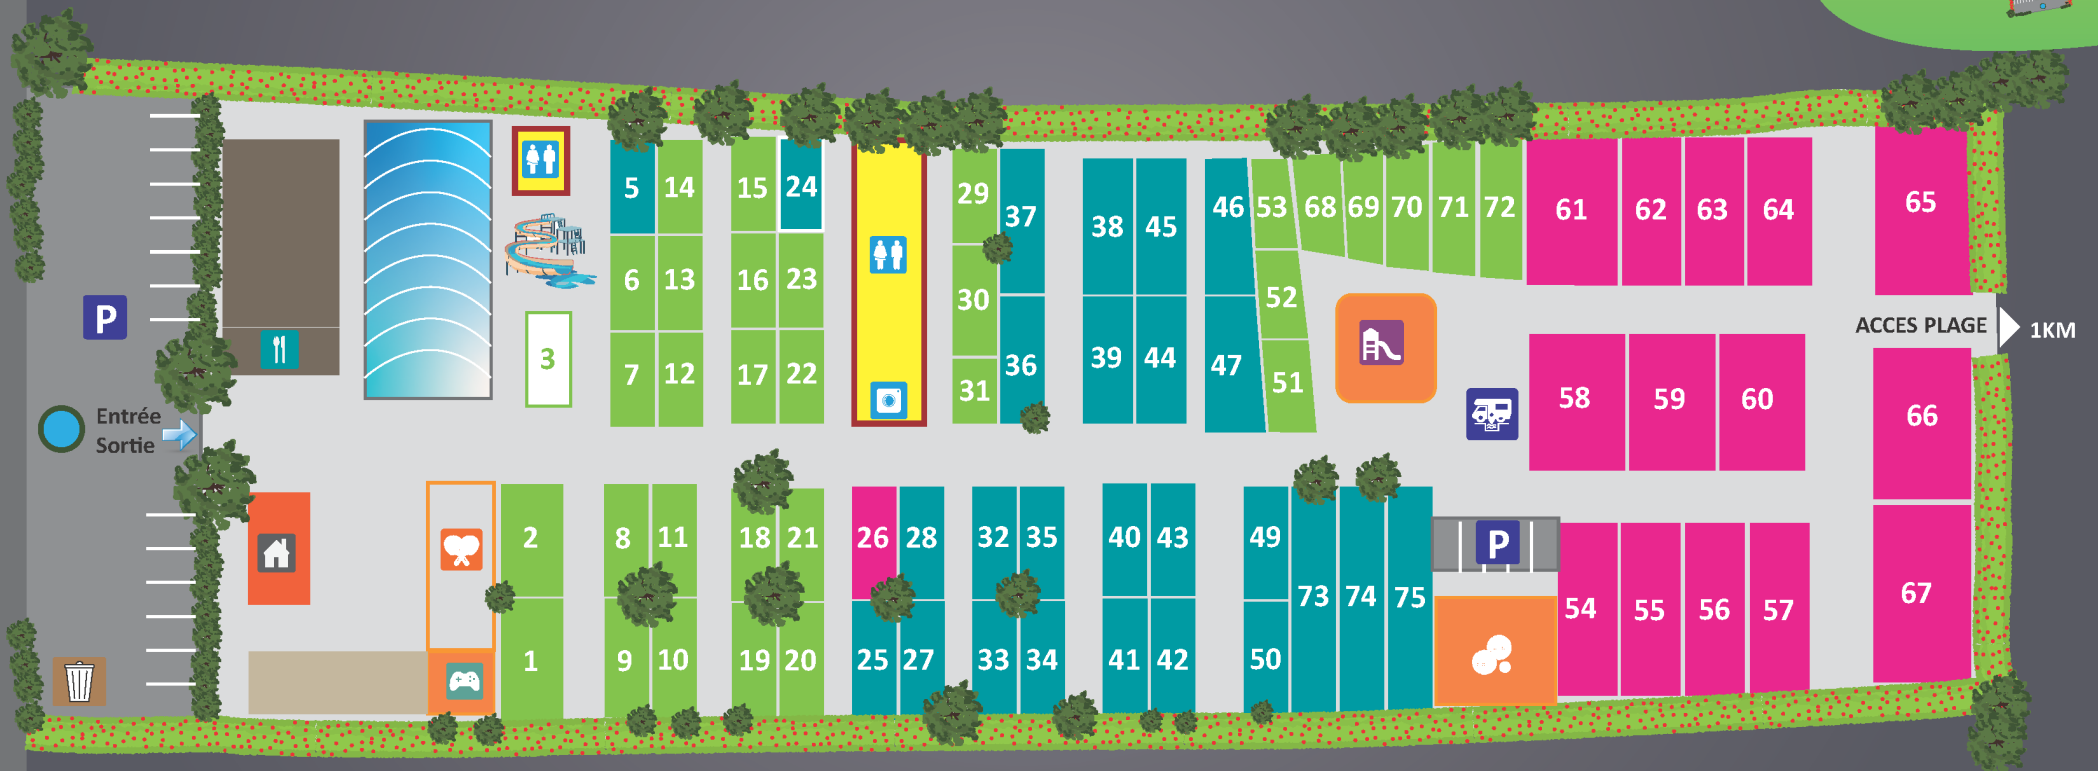 5 14 15 24 29 37 38 45 46 53 68 69 70 71 72 61 62 63 64 65
6 13 16 23 30 52
P
3 7 12 17 22 31 36 39 44 47 51
58 59 60 66
ACCES PLAGE 1KM
Entrée
Sortie
2 8 11 18 21 26 28 32 35 40 43 49 P
73 74 75 54 55 56 57 67
1 9 10 19 20 25 27 33 34 41 42 50